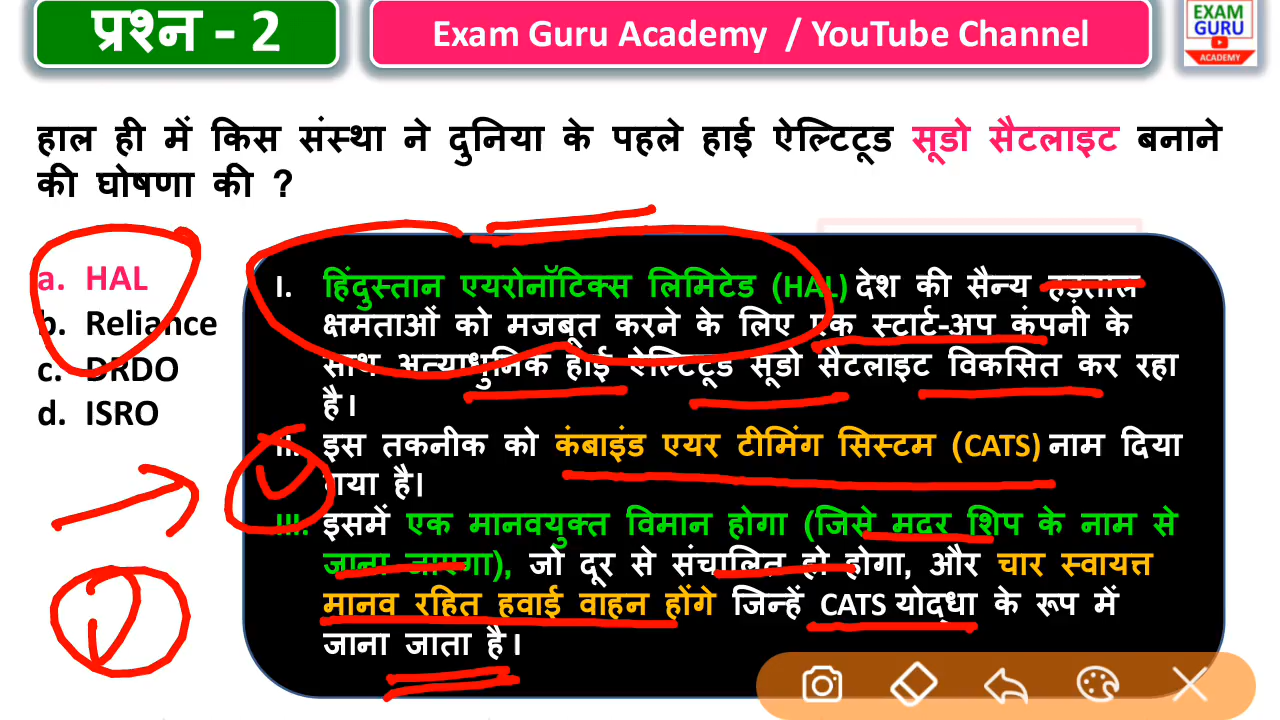 प्रश्न - 2
Exam Guru Academy / YouTube Channel
EXAM
GURU
ACADEMY
हाल ही में किस संस्था ने दुनिया के पहले हाई ऐल्टिटूड सूडो सैटलाइट बनाने
की घोषणा की ?
a. HAL
b. Reliance
c. DRDO
d. ISRO
I. हिंदुस्तान एयरोनॉटिक्स लिमिटेड (HAL) देश की सैन्य हड़ताल
क्षमताओं को मजबूत करने के लिए एक स्टार्ट-अप कंपनी के
साथ अत्याधुनिक हाई ऐल्टिटूड सूडो सैटलाइट विकसित कर रहा
है।
II. इस तकनीक को कंबाइंड एयर टीमिंग सिस्टम (CATS) नाम दिया
गया है।
III. इसमें एक मानवयुक्त विमान होगा (जिसे मदर शिप के नाम से
जाना जाएगा), जो दूर से संचालित हो होगा, और चार स्वायत्त
मानव रहित हवाई वाहन होंगे जिन्हें CATS योद्धा के रूप में
जाना जाता है।